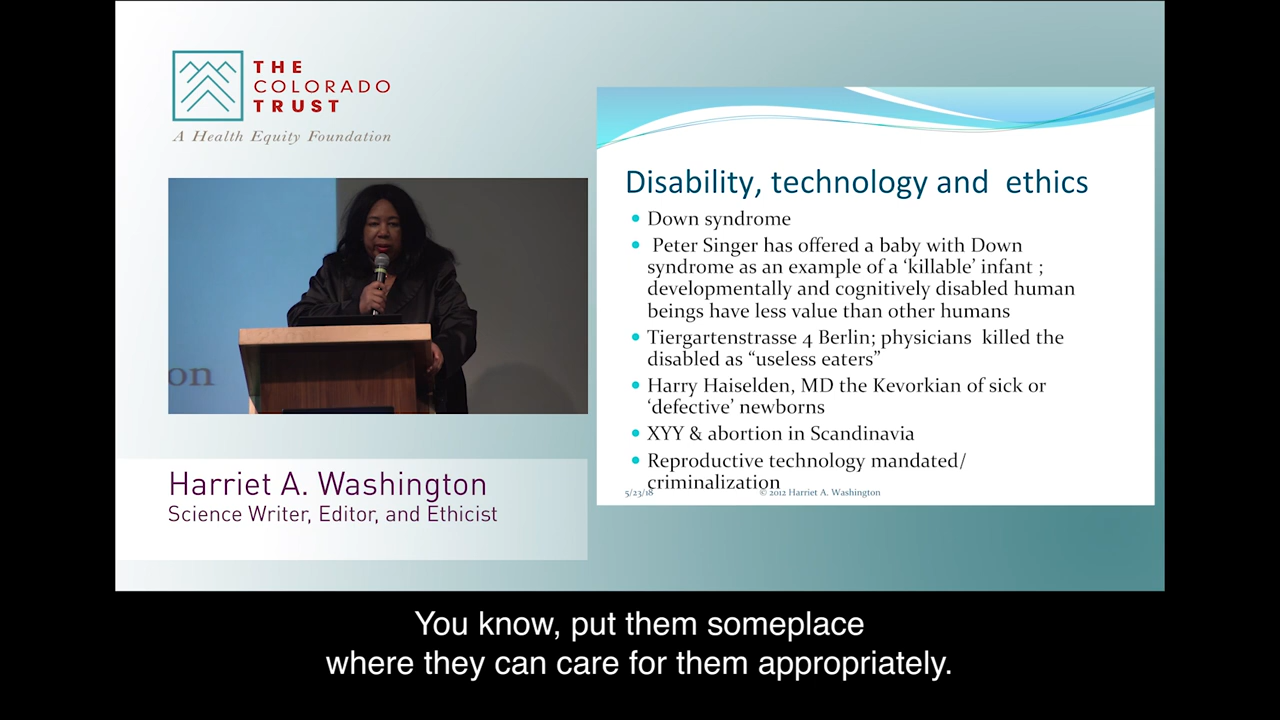 THE
COLORADO
TRUST
A Health Equity Foundation
on
Harriet A. Washington
Science Writer, Editor, and Ethicist
Disability, technology and ethics
• Down syndrome
• Peter Singer has offered a baby with Down
syndrome as an example of a ‘killable’ infant ;
developmentally and cognitively disabled human
beings have less value than other humans
• Tiergartenstrasse 4 Berlin; physicians killed the
disabled as “useless eaters”
• Harry Haiselden, MD the Kevorkian of sick or
‘defective’ newborns
• XYY & abortion in Scandinavia
• Reproductive technology mandated/
criminalization
5/23/18 © 2012 Harriet A. Washington
You know, put them someplace
where they can care for them appropriately.